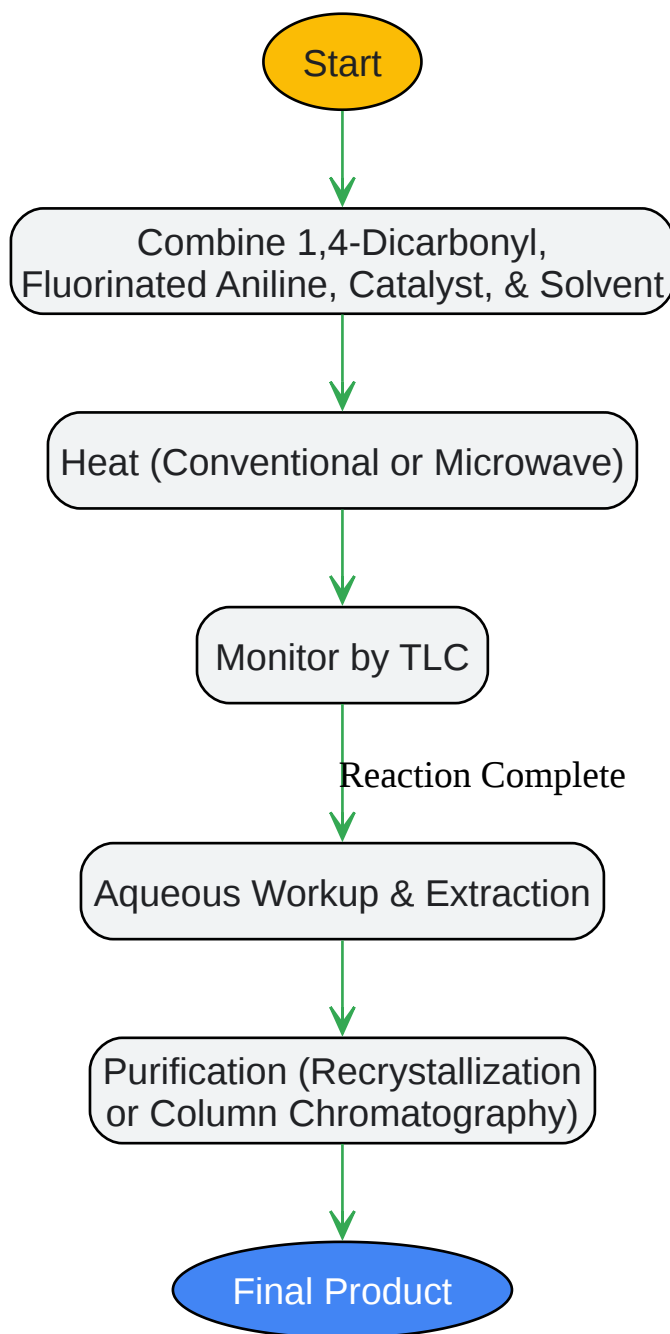 Start
Combine 1,4-Dicarbonyl,
Fluorinated Aniline, Catalyst, & Solvent
Heat (Conventional or Microwave)
Monitor by TLC
Reaction Complete
Aqueous Workup & Extraction
Purification (Recrystallization
or Column Chromatography)
Final Product